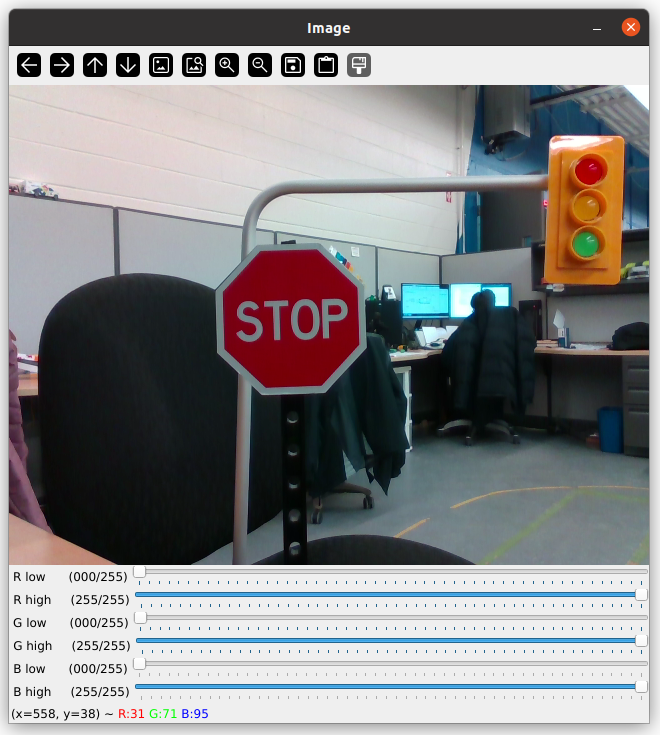 Image
STOP
R low (000/255)
R high (255/255)
G low (000/255)
G high (255/255)
B low (000/255)
B high (255/255)
(x=558, y=38) ~ R:31 G:71 B:95